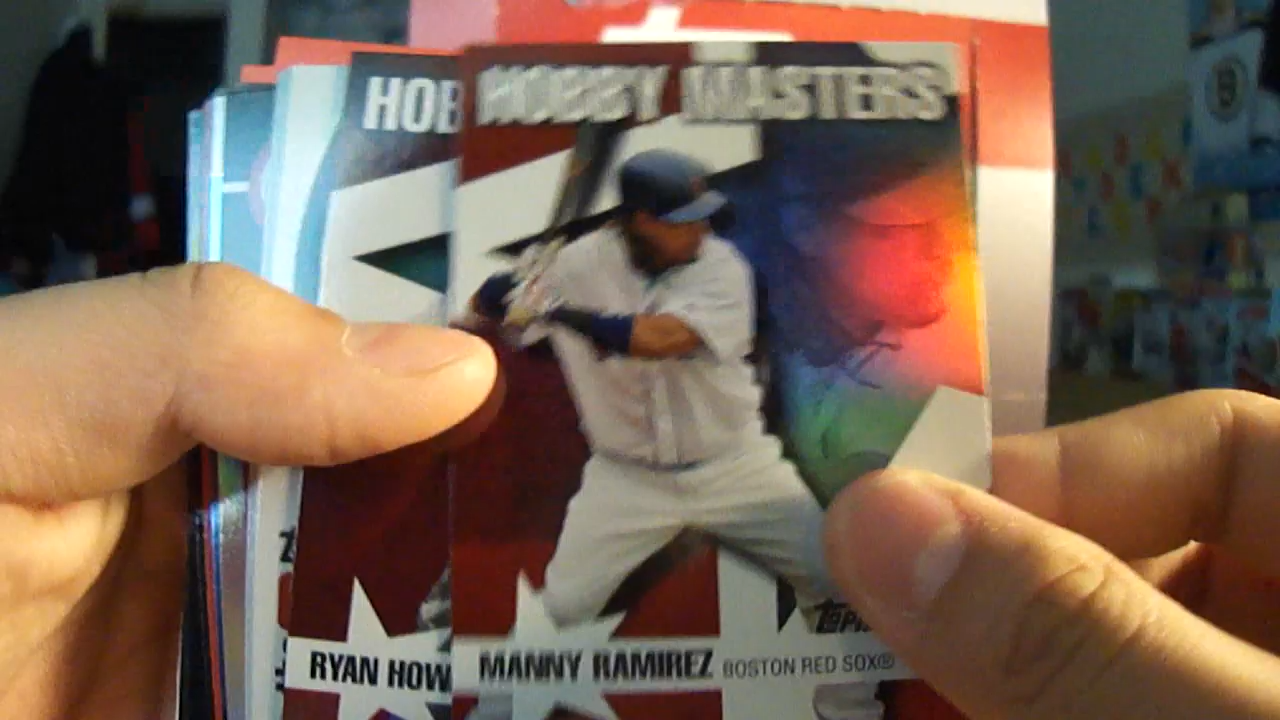 HOB
HOBBY MASTERS
TOPPS
RYAN HOW
MANNY RAMIREZ BOSTON RED SOX®